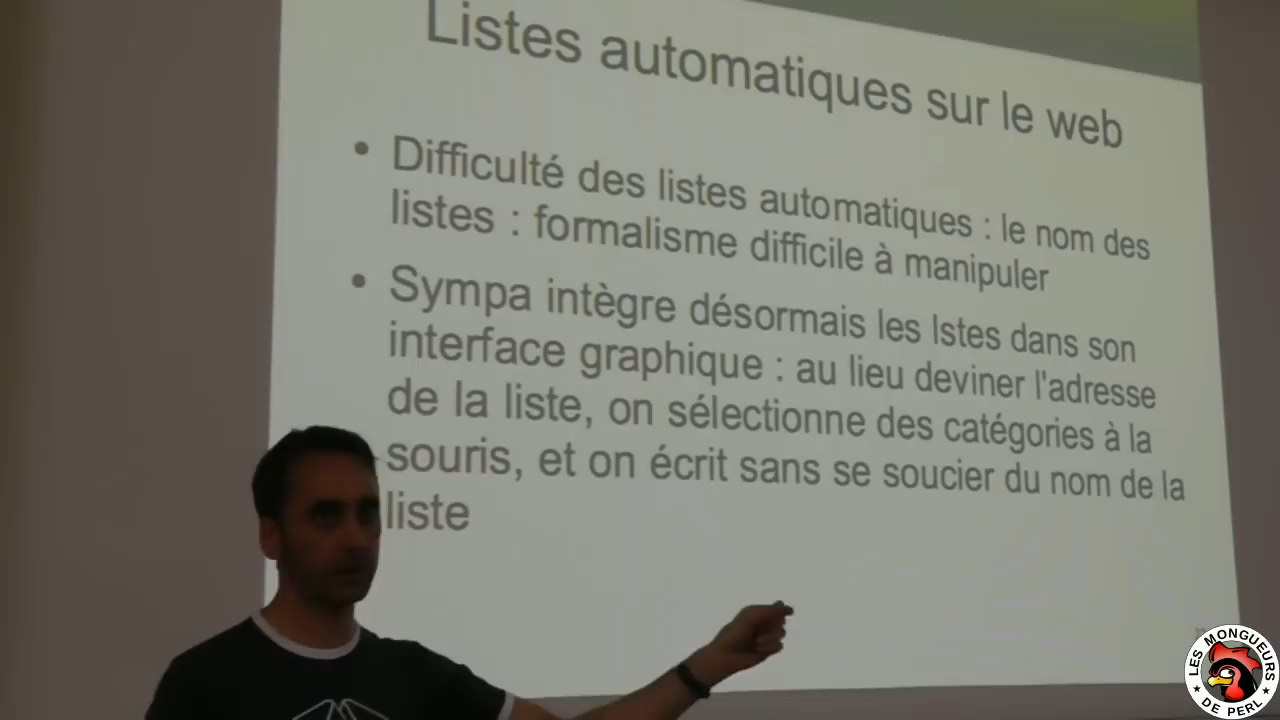 Listes automatiques sur le web
• Difficulté des listes automatiques : le nom des
listes : formalisme difficile à manipuler
• Sympa intègre désormais les lstes dans son
interface graphique : au lieu deviner l'adresse
de la liste, on sélectionne des catégories à la
souris, et on écrit sans se soucier du nom de la
liste
LES MONGUEURS
DE PERL